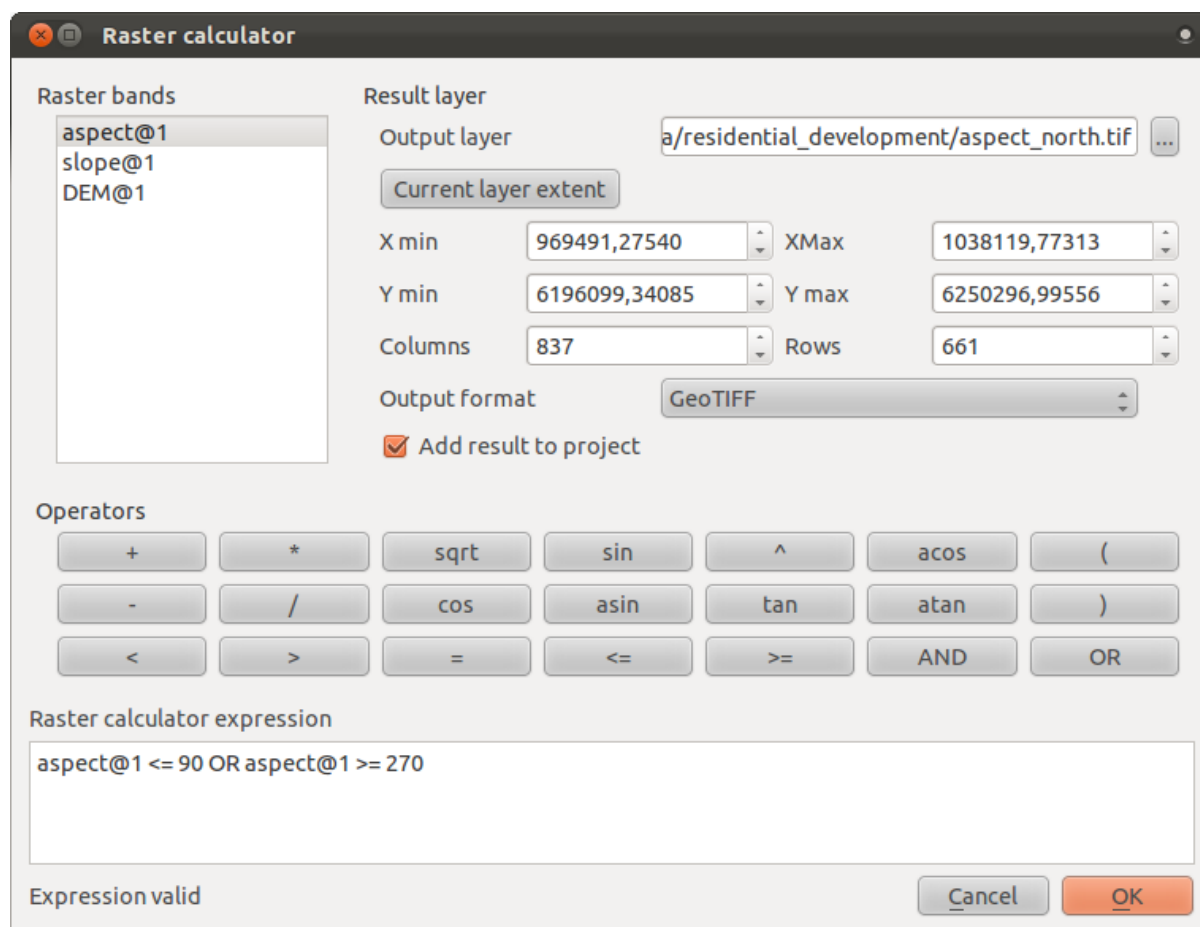 Raster calculator
Raster bands
aspect@1
slope@1
DEM@1
Result layer
Output layer a/residential_development/aspect_north.tif ...
Current layer extent
X min 969491,27540 XMax 1038119,77313
Y min 6196099,34085 Y max 6250296,99556
Columns 837 Rows 661
Output format GeoTIFF
Add result to project
Operators
+ * sqrt sin ^ acos (
- / cos asin tan atan )
< > = <= >= AND OR
Raster calculator expression
aspect@1 <= 90 OR aspect@1 >= 270
Expression valid
Cancel OK